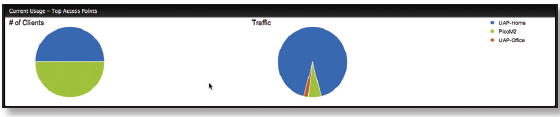 Current Usage - Top Access Points
# of Clients
Traffic
UAP-Home
PicoM2
UAP-Office